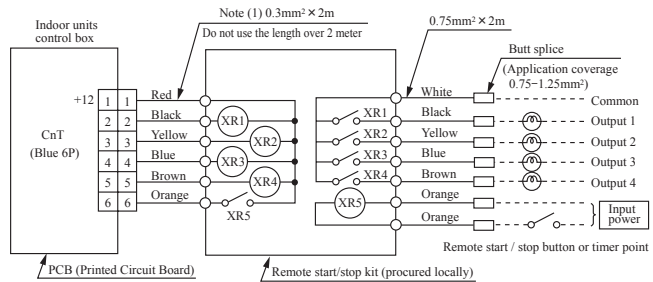 Note (1) 0.3mm² × 2m
Do not use the length over 2 meter
0.75mm² × 2m
Indoor units
control box
Butt splice
(Application coverage
0.75−1.25mm²)
CnT
(Blue 6P)
+12
1 1
2 2
3 3
4 4
5 5
6 6
Red
Black
Yellow
Blue
Brown
Orange
XR1
XR2
XR3
XR4
XR5
XR1
XR2
XR3
XR4
XR5
White
Black
Yellow
Blue
Brown
Orange
Orange
Common
Output 1
Output 2
Output 3
Output 4
Input
power
Remote start / stop button or timer point
PCB (Printed Circuit Board)
Remote start/stop kit (procured locally)